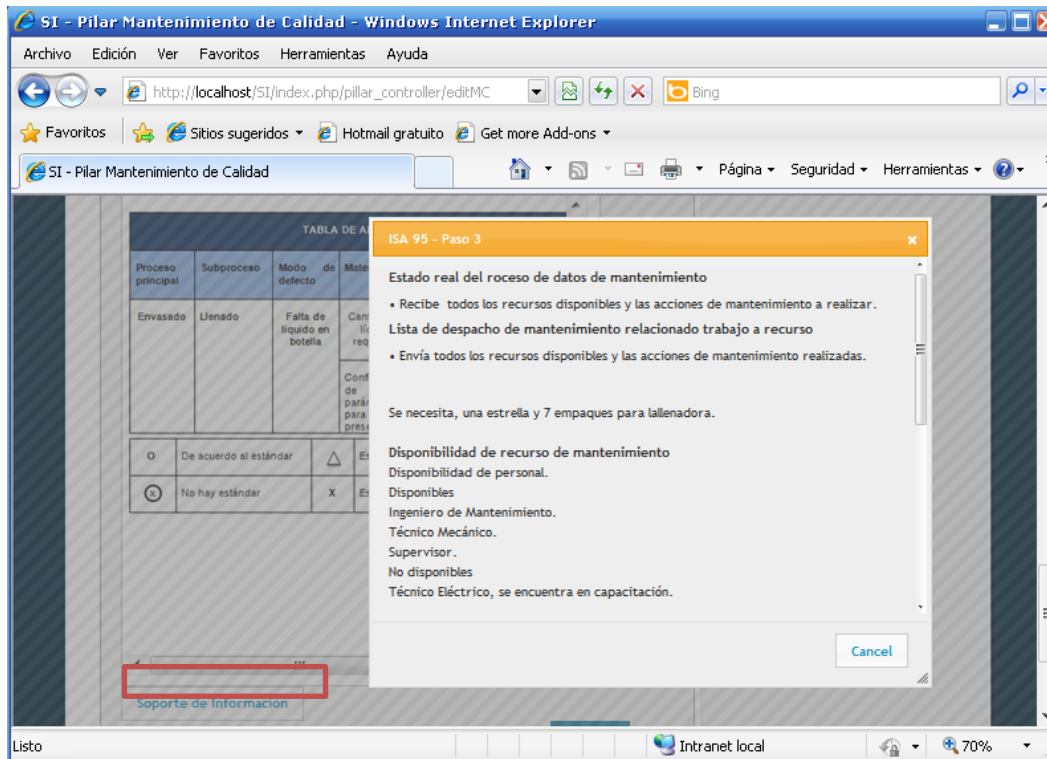 SI - Pilar Mantenimiento de Calidad - Windows Internet Explorer
Archivo Edición Ver Favoritos Herramientas Ayuda
http://localhost/SI/index.php/pillar_controller/editMC
Bing
Favoritos Sitios sugeridos Hotmail gratuito Get more Add-ons
SI - Pilar Mantenimiento de Calidad
Página Seguridad Herramientas
TABLA DE
Proceso principal
Subproceso
Modo de defecto
Envasado
Llenado
Falta de liquido en botella
de
para
O De acuerdo al estándar △
ⓧ No hay estándar X
Soporte de Información
ISA 95 - Paso 3
Estado real del roceso de datos de mantenimiento
• Recibe todos los recursos disponibles y las acciones de mantenimiento a realizar.
Lista de despacho de mantenimiento relacionado trabajo a recurso
• Envía todos los recursos disponibles y las acciones de mantenimiento realizadas.
Se necesita, una estrella y 7 empaques para lallenadora.
Disponibilidad de recurso de mantenimiento
Disponibilidad de personal.
Disponibles
Ingeniero de Mantenimiento.
Técnico Mecánico.
Supervisor.
No disponibles
Técnico Eléctrico, se encuentra en capacitación.
Cancel
Listo
Intranet local
70%